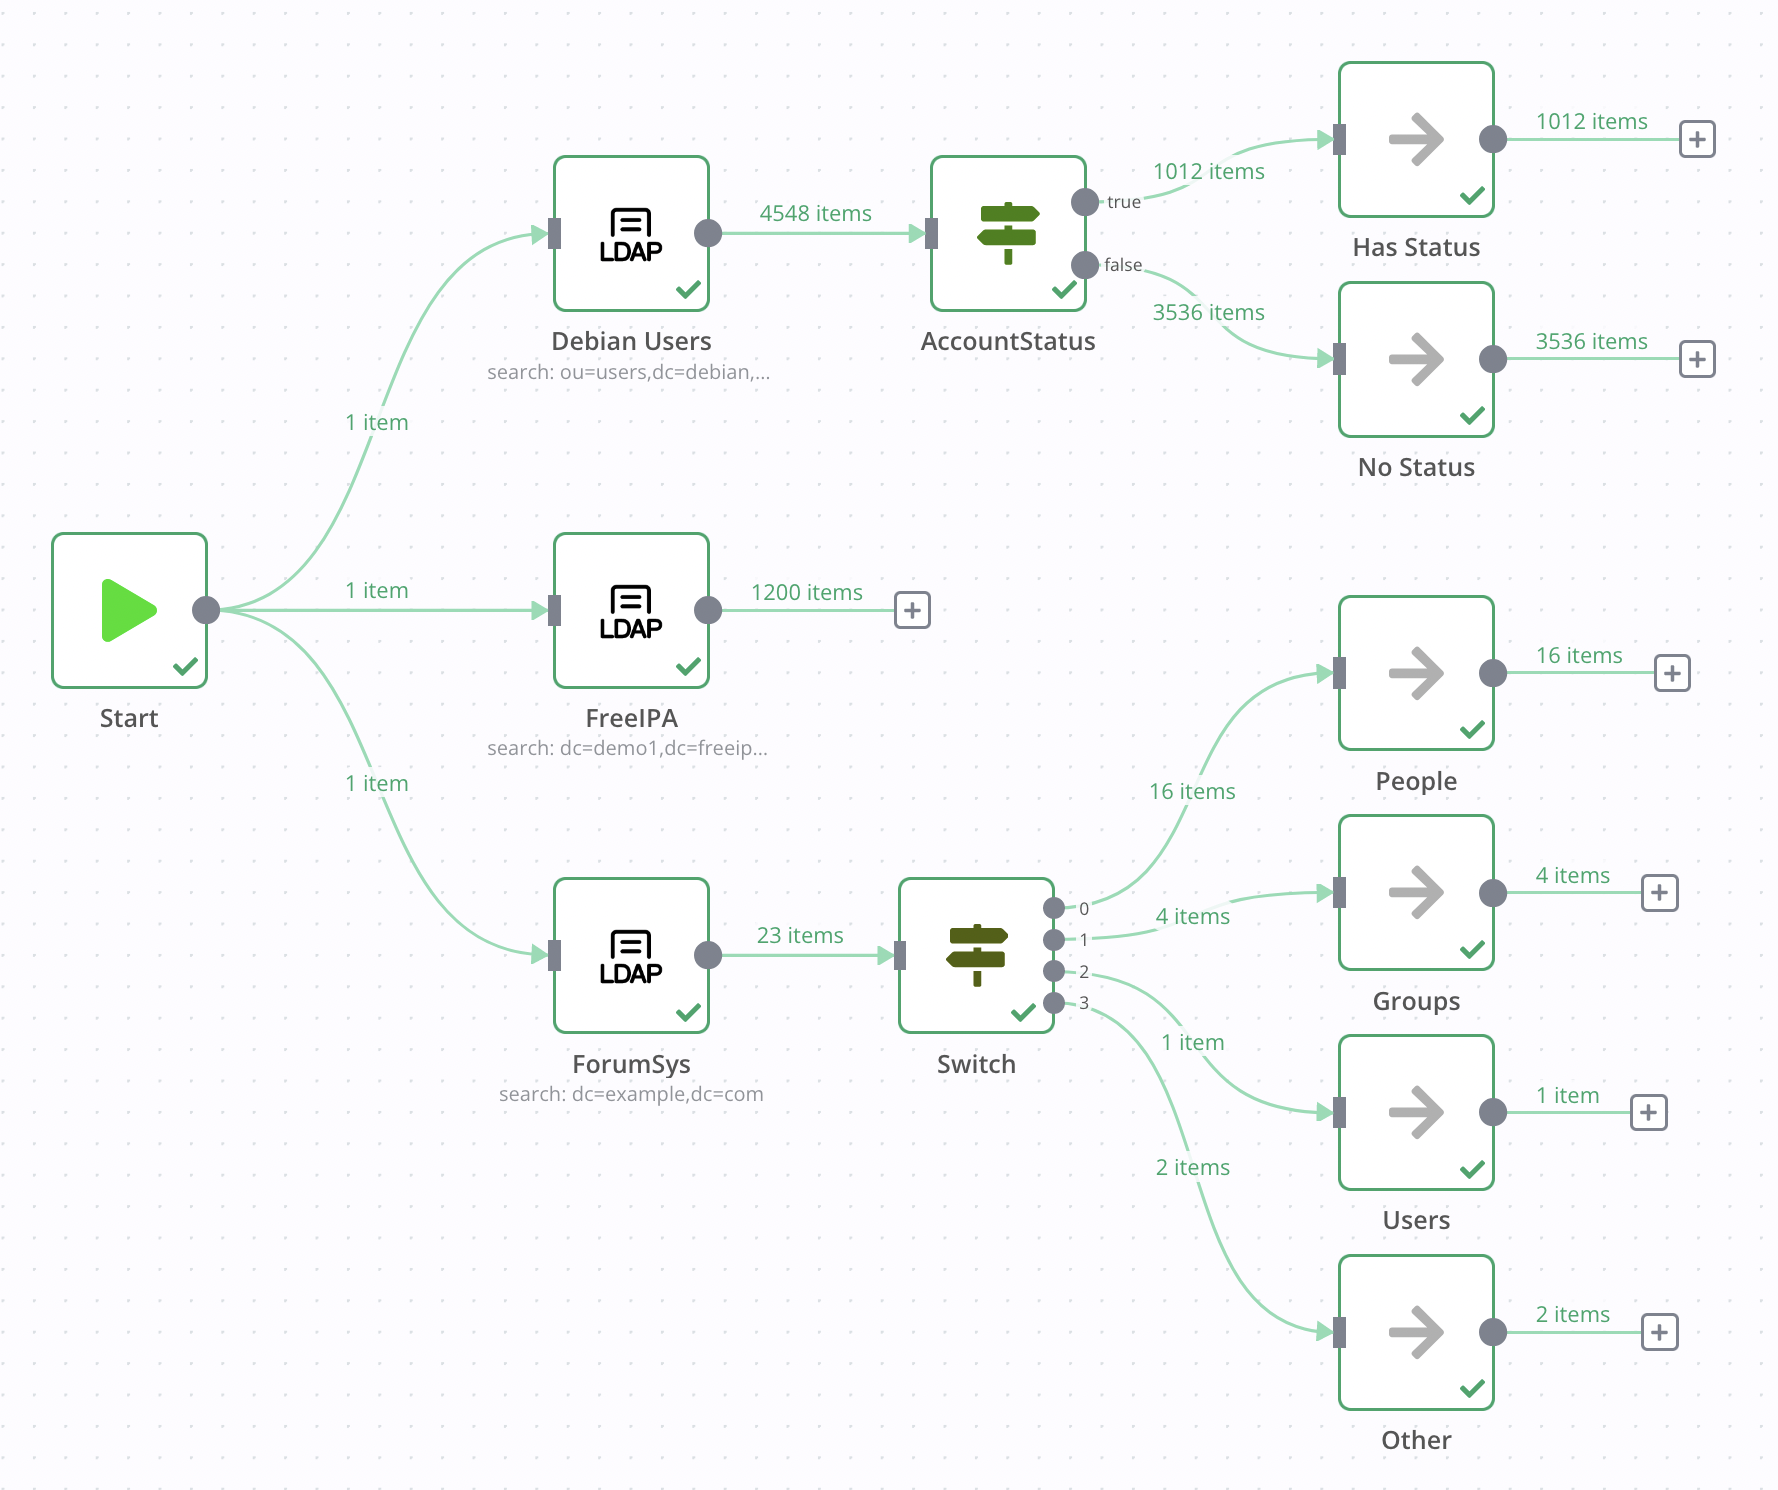 1012 items
1012 items
true
Has Status
LDAP
4548 items
false
3536 items
3536 items
Debian Users
search: ou=users,dc=debian,...
AccountStatus
No Status
1 item
1 item
LDAP
1200 items
Start
FreeIPA
search: dc=demo1,dc=freeip...
1 item
16 items
16 items
People
LDAP
23 items
0
1
2
3
4 items
4 items
Groups
ForumSys
search: dc=example,dc=com
Switch
1 item
1 item
Users
2 items
2 items
Other